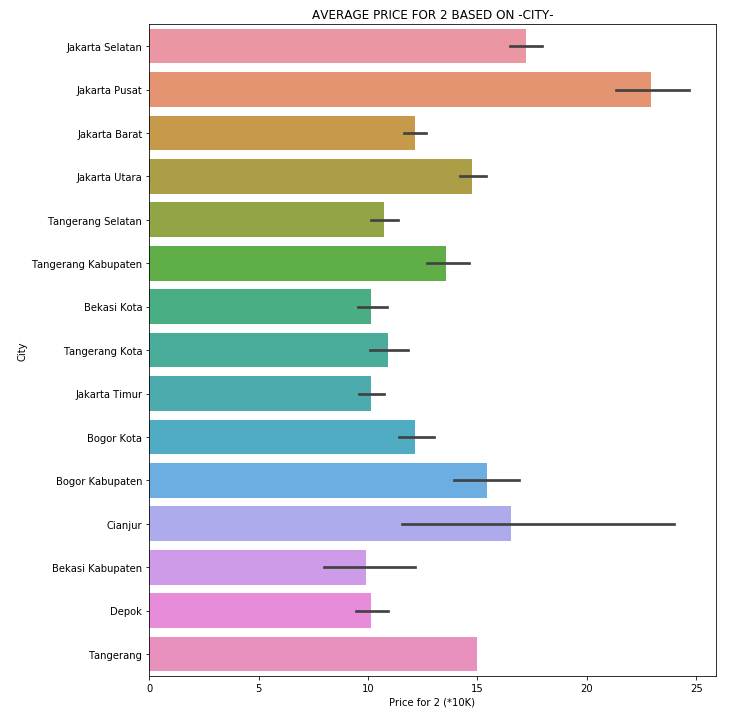 AVERAGE PRICE FOR 2 BASED ON -CITY-
Jakarta Selatan
Jakarta Pusat
Jakarta Barat
Jakarta Utara
Tangerang Selatan
Tangerang Kabupaten
Bekasi Kota
Tangerang Kota
Jakarta Timur
Bogor Kota
Bogor Kabupaten
Cianjur
Bekasi Kabupaten
Depok
Tangerang
City
0 5 10 15 20 25
Price for 2 (*10K)